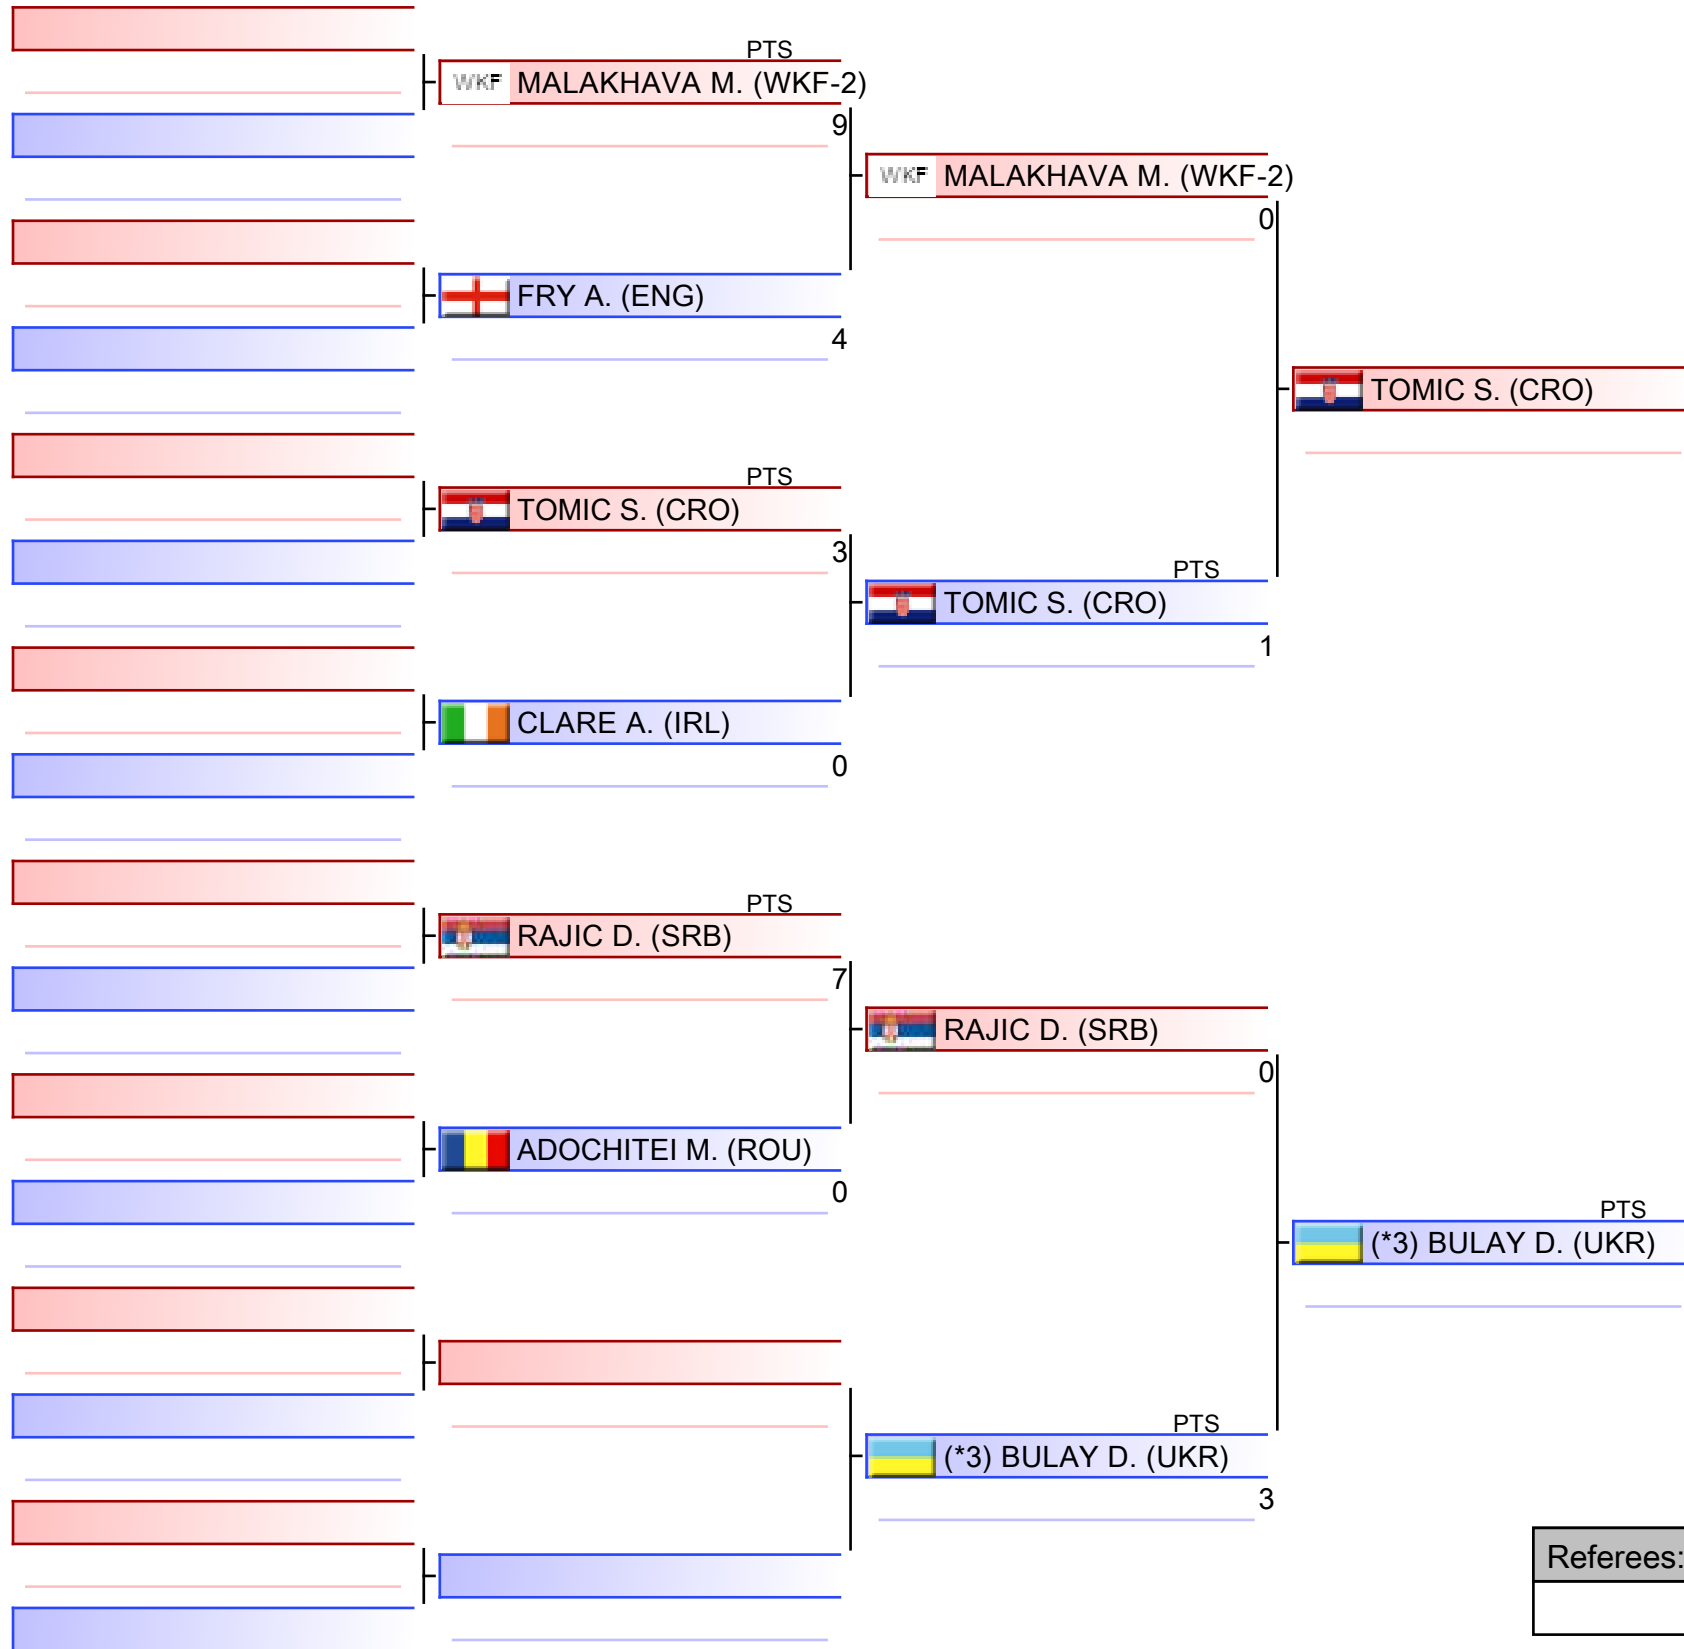 PTS
WKF MALAKHAVA M. (WKF-2)
9
FRY A. (ENG)
4
PTS
TOMIC S. (CRO)
3
CLARE A. (IRL)
0
PTS
RAJIC D. (SRB)
7
ADOCHITEI M. (ROU)
0
WKF MALAKHAVA M. (WKF-2)
0
PTS
TOMIC S. (CRO)
1
RAJIC D. (SRB)
0
PTS
(*3) BULAY D. (UKR)
3
TOMIC S. (CRO)
PTS
(*3) BULAY D. (UKR)
Referees: